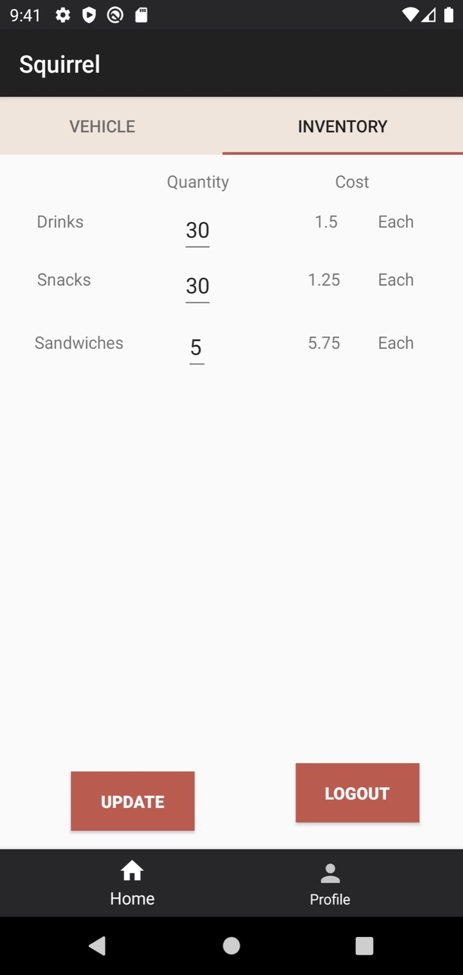 9:41
Squirrel
VEHICLE INVENTORY
Quantity Cost
Drinks 30 1.5 Each
Snacks 30 1.25 Each
Sandwiches 5 5.75 Each
UPDATE LOGOUT
Home Profile